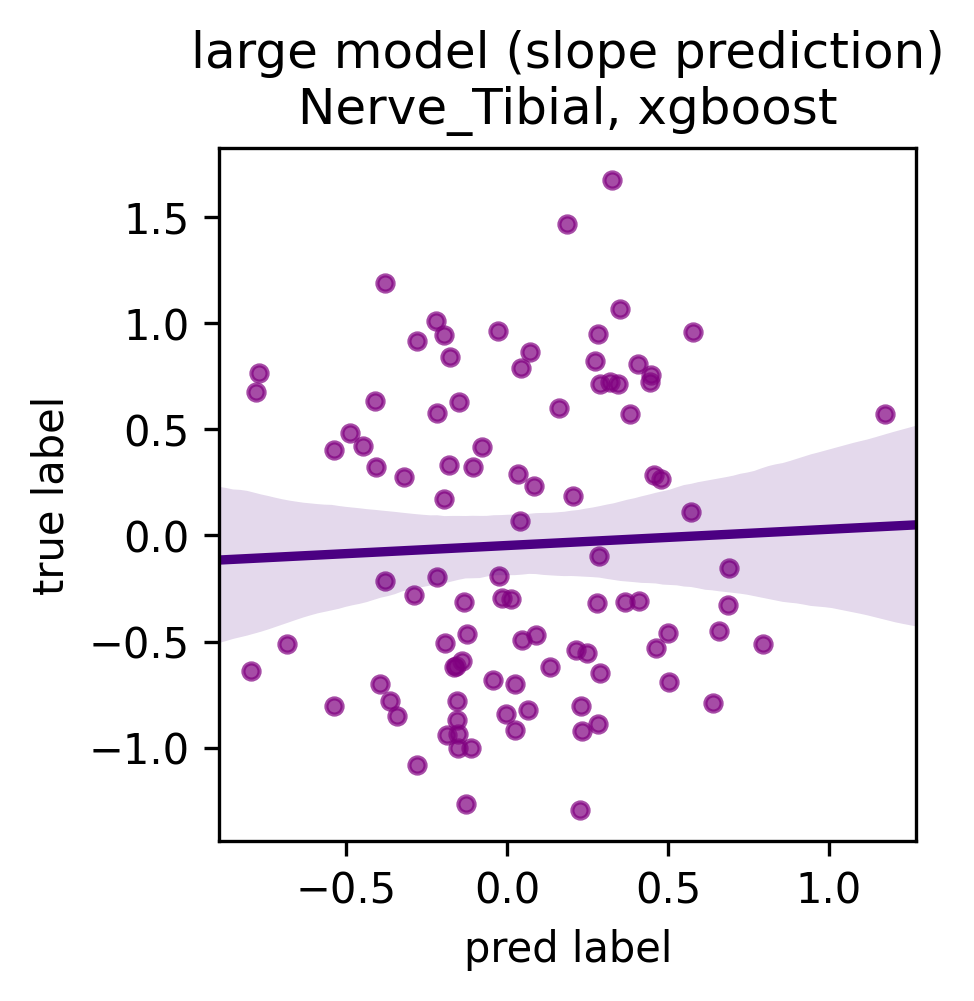 large model (slope prediction)
Nerve_Tibial, xgboost
1.5
1.0
0.5
0.0
−0.5
−1.0
true label
−0.5 0.0 0.5 1.0
pred label